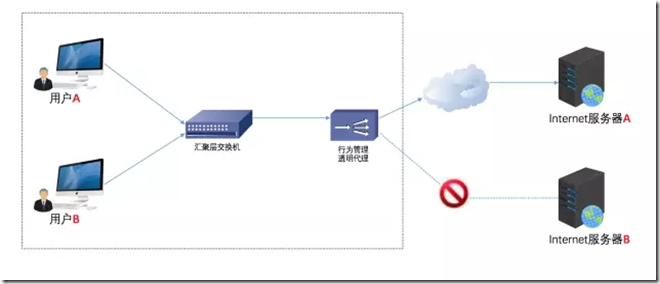 用户A
用户B
汇聚层交换机
行为管理
透明代理
Internet服务器A
Internet服务器B